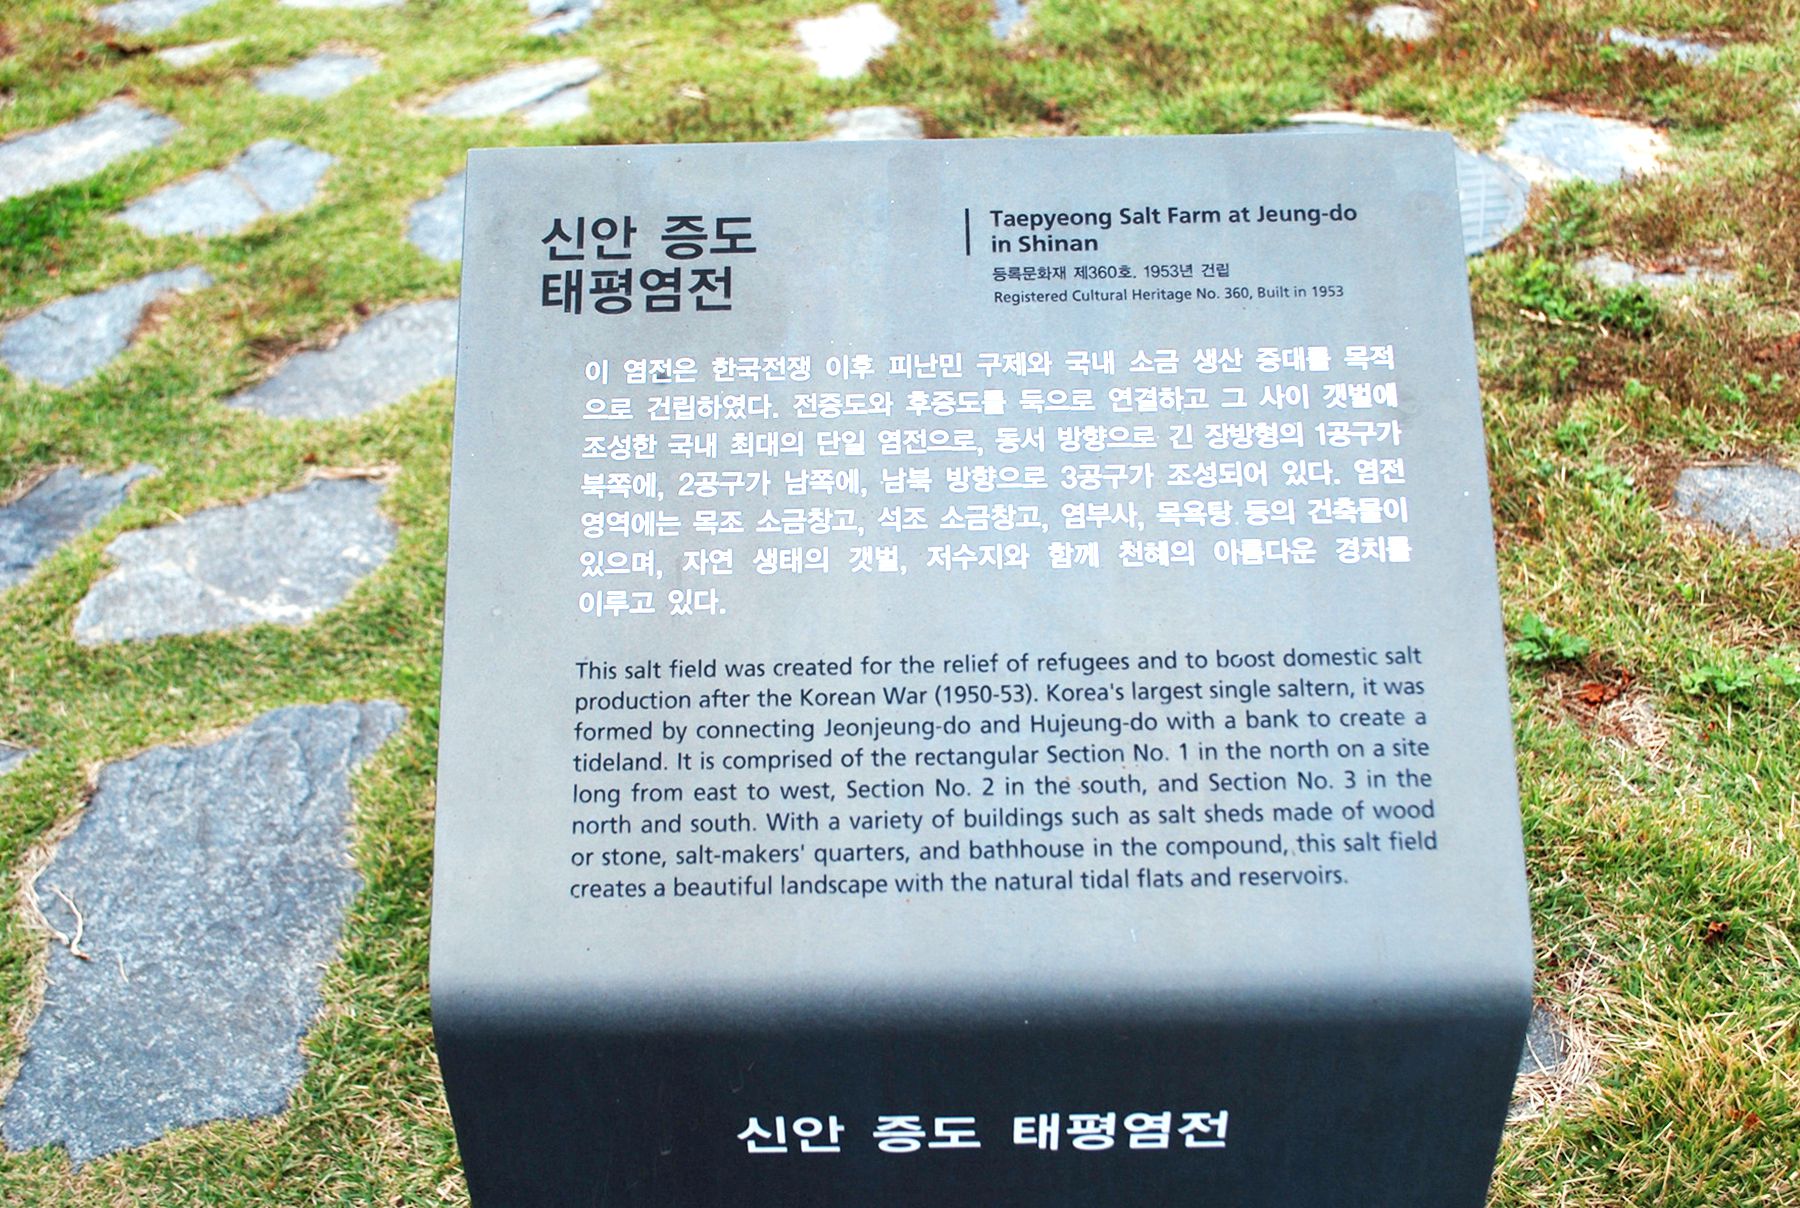 신안 증도
태평염전
Taepyeong Salt Farm at Jeung-do
in Shinan
등록문화재 제360호. 1953년 건립
Registered Cultural Heritage No. 360, Built in 1953
이 염전은 한국전쟁 이후 피난민 구제와 국내 소금 생산 증대를 목적
으로 건립하였다. 전증도와 후증도를 둑으로 연결하고 그 사이 갯벌에
조성한 국내 최대의 단일 염전으로, 동서 방향으로 긴 장방형의 1공구가
북쪽에, 2공구가 남쪽에, 남북 방향으로 3공구가 조성되어 있다. 염전
영역에는 목조 소금창고, 석조 소금창고, 염부사, 목욕탕 등의 건축물이
있으며, 자연 생태의 갯벌, 저수지와 함께 천혜의 아름다운 경치를
이루고 있다.
This salt field was created for the relief of refugees and to boost domestic salt
production after the Korean War (1950-53). Korea's largest single saltern, it was
formed by connecting Jeonjeung-do and Hujeung-do with a bank to create a
tideland. It is comprised of the rectangular Section No. 1 in the north on a site
long from east to west, Section No. 2 in the south, and Section No. 3 in the
north and south. With a variety of buildings such as salt sheds made of wood
or stone, salt-makers' quarters, and bathhouse in the compound, this salt field
creates a beautiful landscape with the natural tidal flats and reservoirs.
신안 증도 태평염전